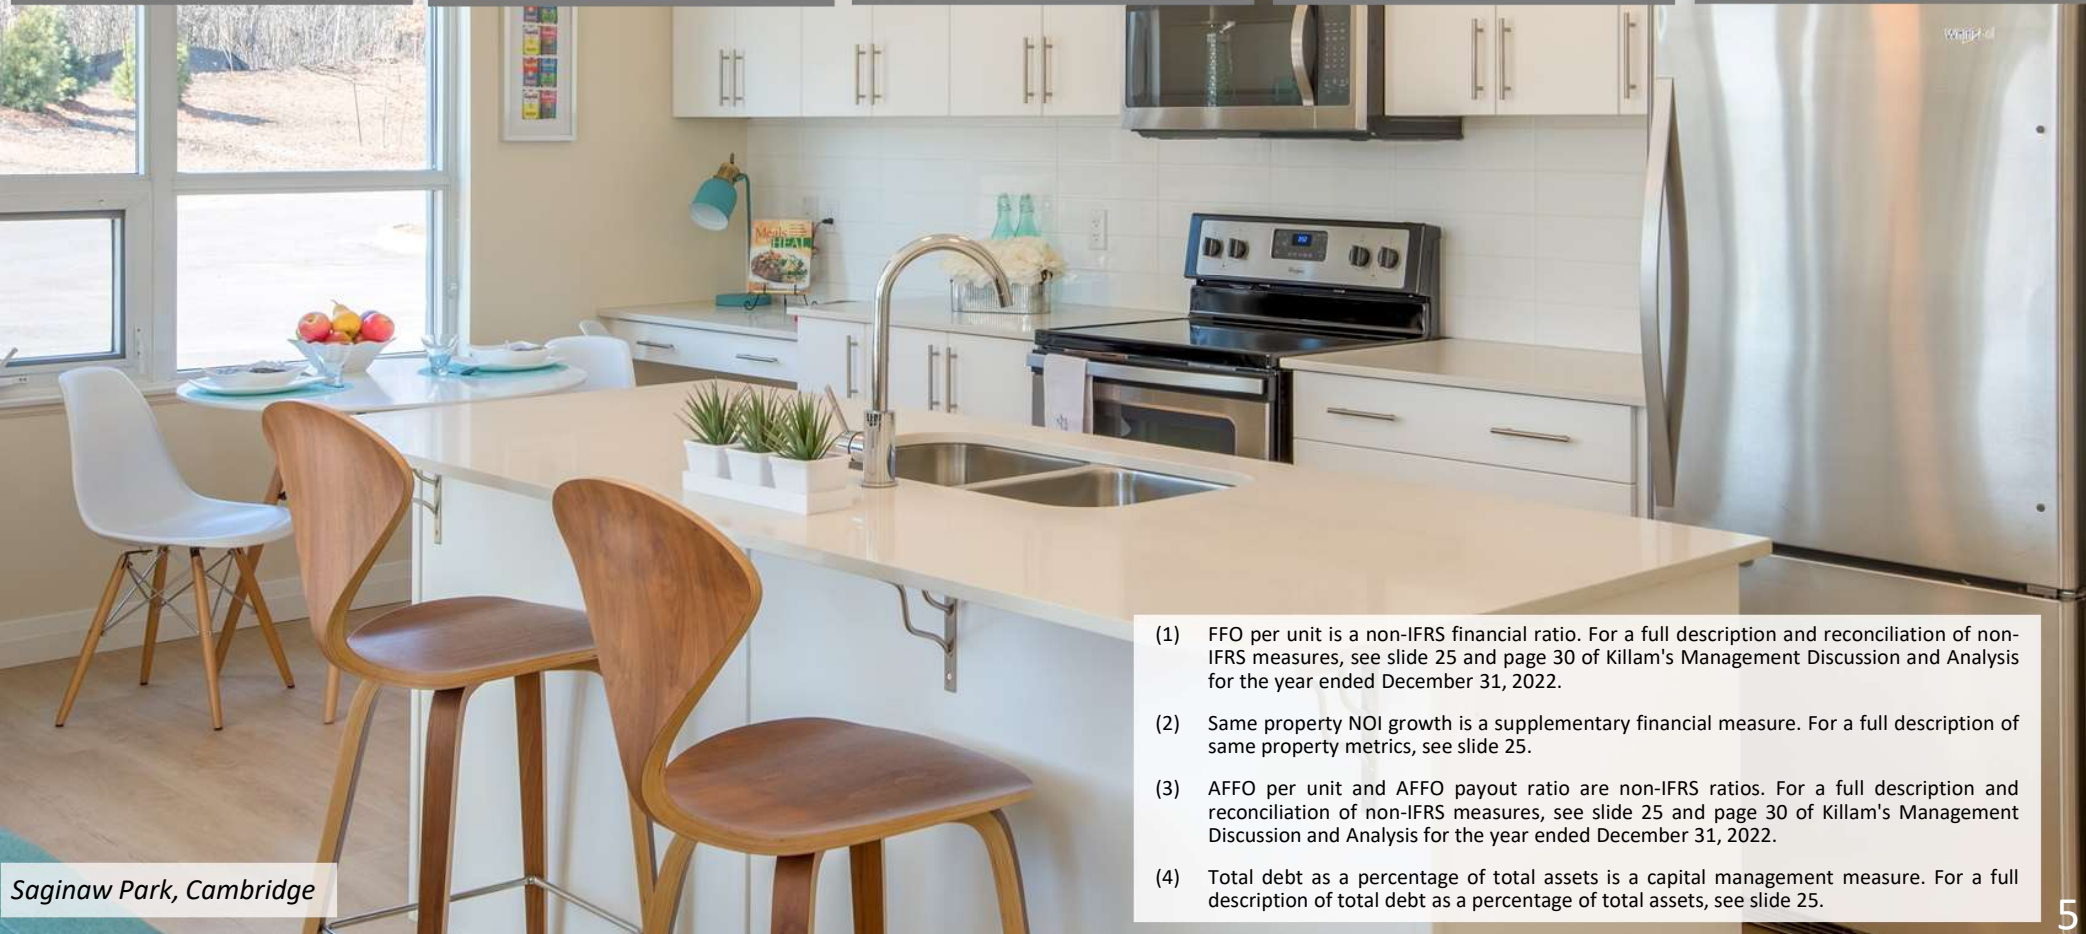 Meals
HEAL
(1) FFO per unit is a non-IFRS financial ratio. For a full description and reconciliation of non-
IFRS measures, see slide 25 and page 30 of Killam's Management Discussion and Analysis
for the year ended December 31, 2022.
(2) Same property NOI growth is a supplementary financial measure. For a full description of
same property metrics, see slide 25.
(3) AFFO per unit and AFFO payout ratio are non-IFRS ratios. For a full description and
reconciliation of non-IFRS measures, see slide 25 and page 30 of Killam's Management
Discussion and Analysis for the year ended December 31, 2022.
(4) Total debt as a percentage of total assets is a capital management measure. For a full
description of total debt as a percentage of total assets, see slide 25.
Saginaw Park, Cambridge
5